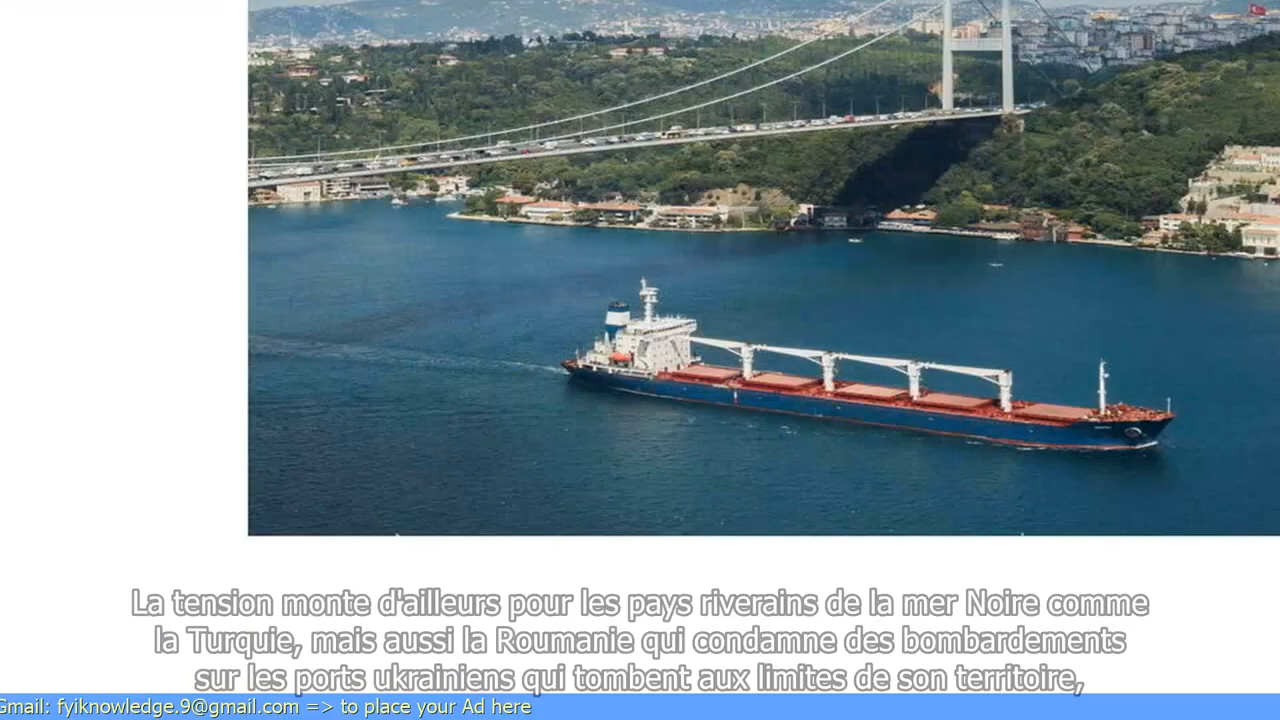 La tension monte d'ailleurs pour les pays riverains de la mer Noire comme
la Turquie, mais aussi la Roumanie qui condamne des bombardements
sur les ports ukrainiens qui tombent aux limites de son territoire,
Gmail: fyiknowledge.9@gmail.com => to place your Ad here